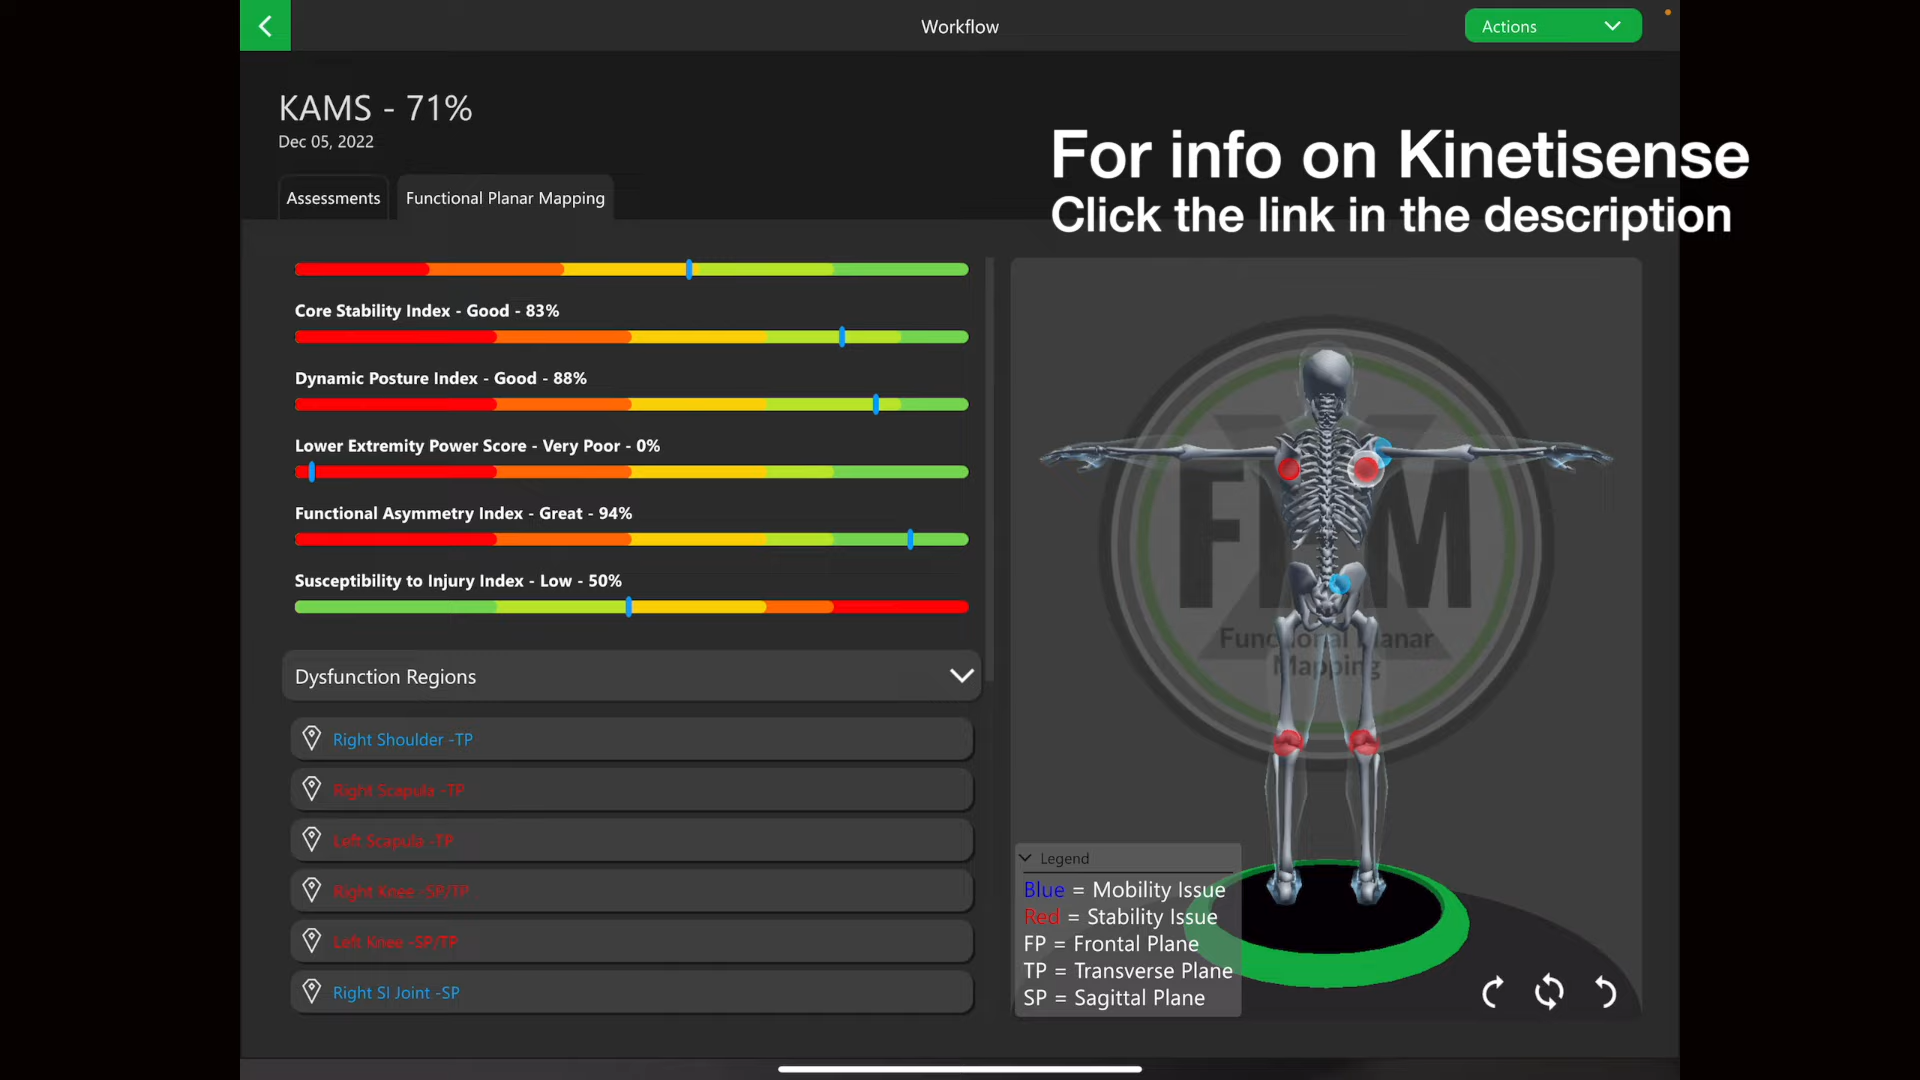 Workflow
Actions
KAMS - 71%
Dec 05, 2022
For info on Kinetisense
Click the link in the description
Assessments
Functional Planar Mapping
Core Stability Index - Good - 83%
Dynamic Posture Index - Good - 88%
Lower Extremity Power Score - Very Poor - 0%
Functional Asymmetry Index - Great - 94%
Susceptibility to Injury Index - Low - 50%
Dysfunction Regions
Right Shoulder -TP
Right Scapula -TP
Left Scapula -TP
Right Knee -SP/TP
Left Knee -SP/TP
Right SI Joint -SP
FPM
Functional Planar
Mapping
Legend
Blue = Mobility Issue
Red = Stability Issue
FP = Frontal Plane
TP = Transverse Plane
SP = Sagittal Plane